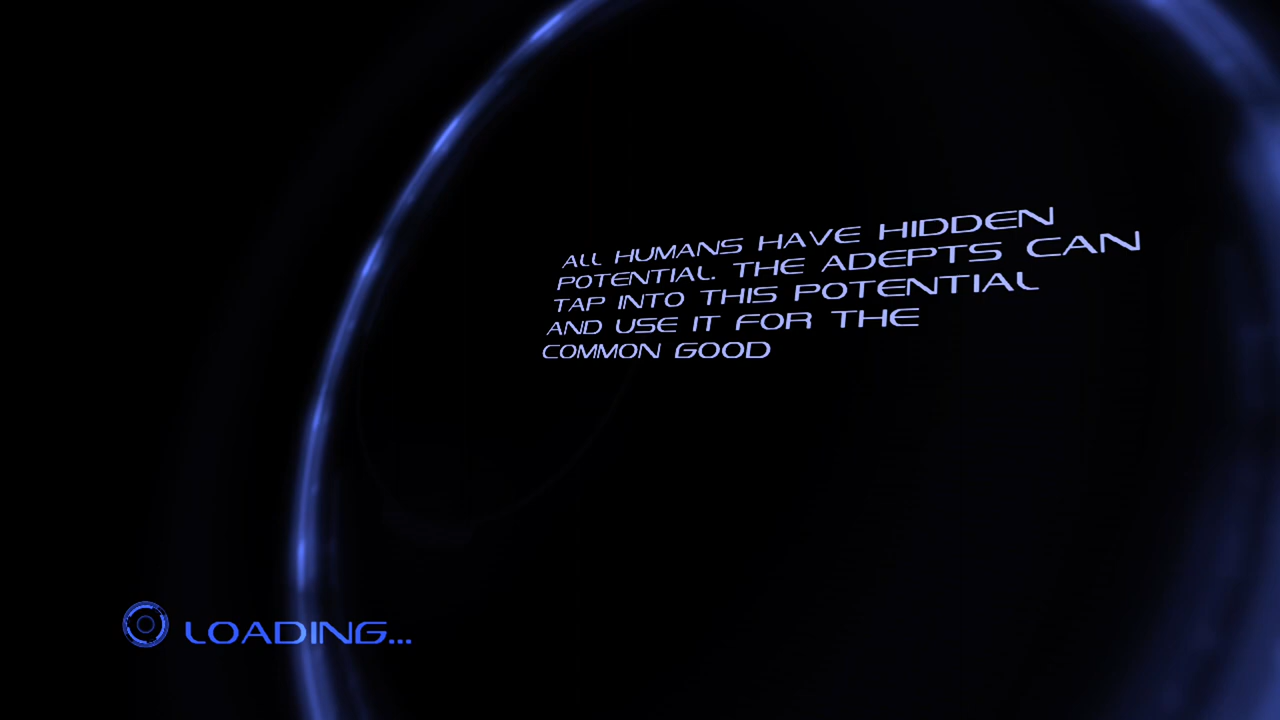 ALL HUMANS HAVE HIDDEN
POTENTIAL. THE ADEPTS CAN
TAP INTO THIS POTENTIAL
AND USE IT FOR THE
COMMON GOOD
LOADING...